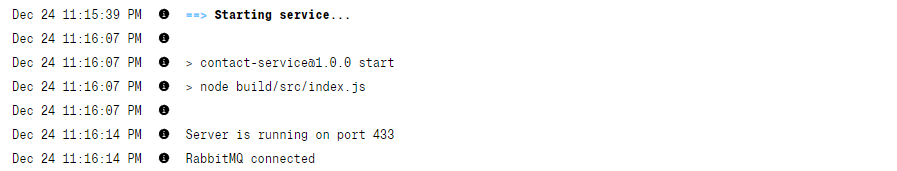 Dec 24 11:15:39 PM ==> Starting service...
Dec 24 11:16:07 PM
Dec 24 11:16:07 PM > contact-service@1.0.0 start
Dec 24 11:16:07 PM > node build/src/index.js
Dec 24 11:16:07 PM
Dec 24 11:16:14 PM Server is running on port 433
Dec 24 11:16:14 PM RabbitMQ connected